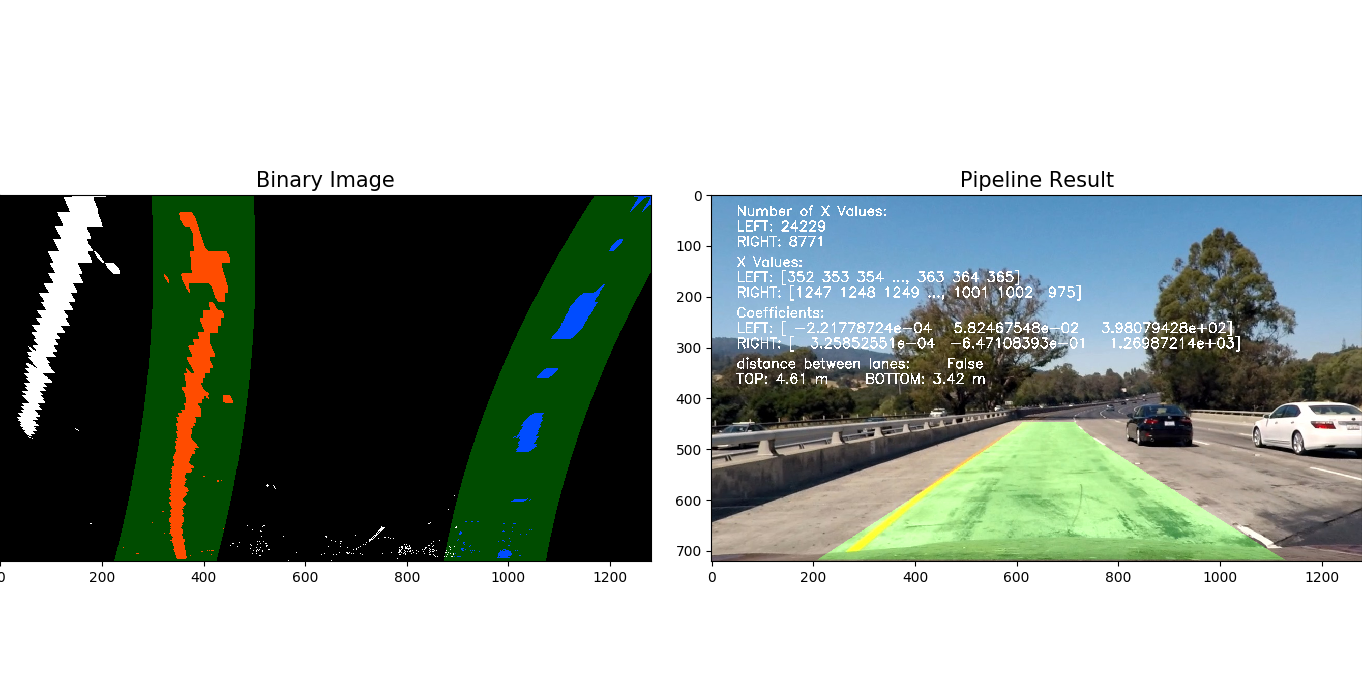 Binary Image
0 200 400 600 800 1000 1200
Pipeline Result
0
100
200
300
400
500
600
700
0 200 400 600 800 1000 1200
Number of X Values:
LEFT: 24229
RIGHT: 8771
X Values:
LEFT: [352 353 354 ..., 363 364 365]
RIGHT: [1247 1248 1249 ..., 1001 1002 975]
Coefficients:
LEFT: [ -2.21778724e-04 5.82467548e-02 3.98079428e+02]
RIGHT: [ 3.25852551e-04 -6.47108393e-01 1.26987214e+03]
distance between lanes: False
TOP: 4.61 m BOTTOM: 3.42 m